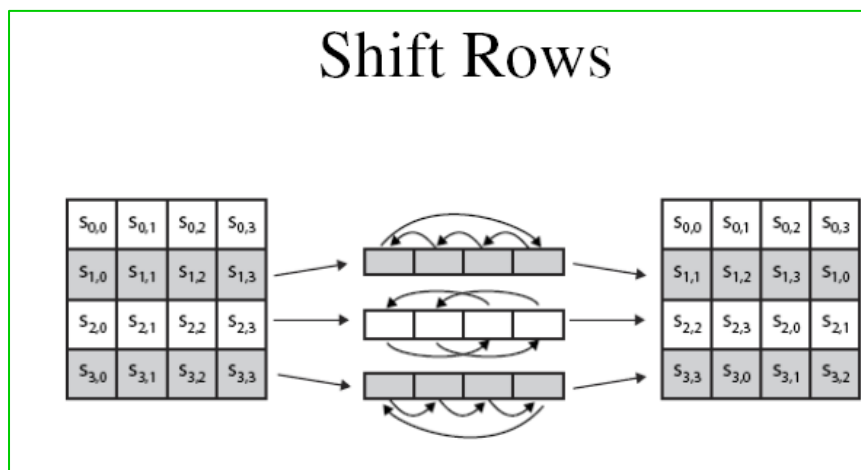 Shift Rows
S0,0 S0,1 S0,2 S0,3 S0,0 S0,1 S0,2 S0,3
S1,0 S1,1 S1,2 S1,3 S1,1 S1,2 S1,3 S1,0
S2,0 S2,1 S2,2 S2,3 S2,2 S2,3 S2,0 S2,1
S3,0 S3,1 S3,2 S3,3 S3,3 S3,0 S3,1 S3,2